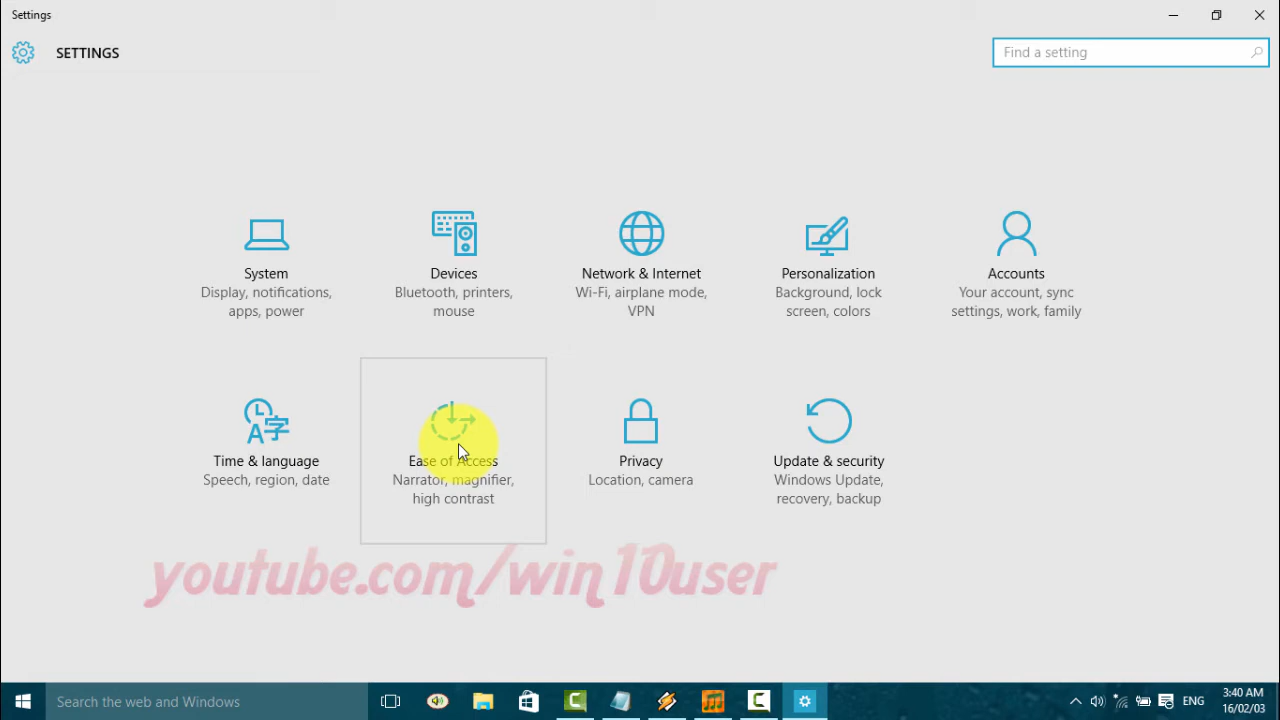 Settings
SETTINGS
Find a setting
System
Display, notifications,
apps, power
Devices
Bluetooth, printers,
mouse
Network & Internet
Wi-Fi, airplane mode,
VPN
Personalization
Background, lock
screen, colors
Accounts
Your account, sync
settings, work, family
Time & language
Speech, region, date
Ease of Access
Narrator, magnifier,
high contrast
Privacy
Location, camera
Update & security
Windows Update,
recovery, backup
youtube.com/win10user
Search the web and Windows
ENG
3:40 AM
16/02/03